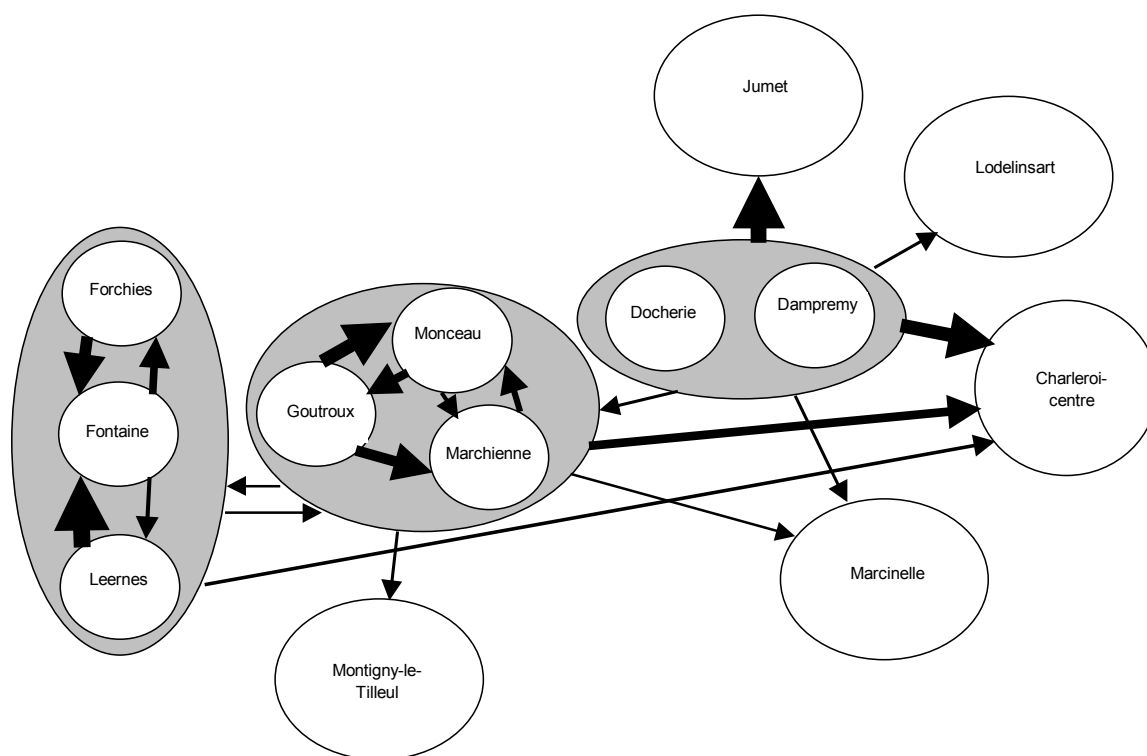 Jumet
Lodelinsart
Forchies
Docherie
Dampremy
Monceau
Charleroi-
centre
Goutroux
Fontaine
Marchienne
Leernes
Marcinelle
Montigny-le-
Tilleul